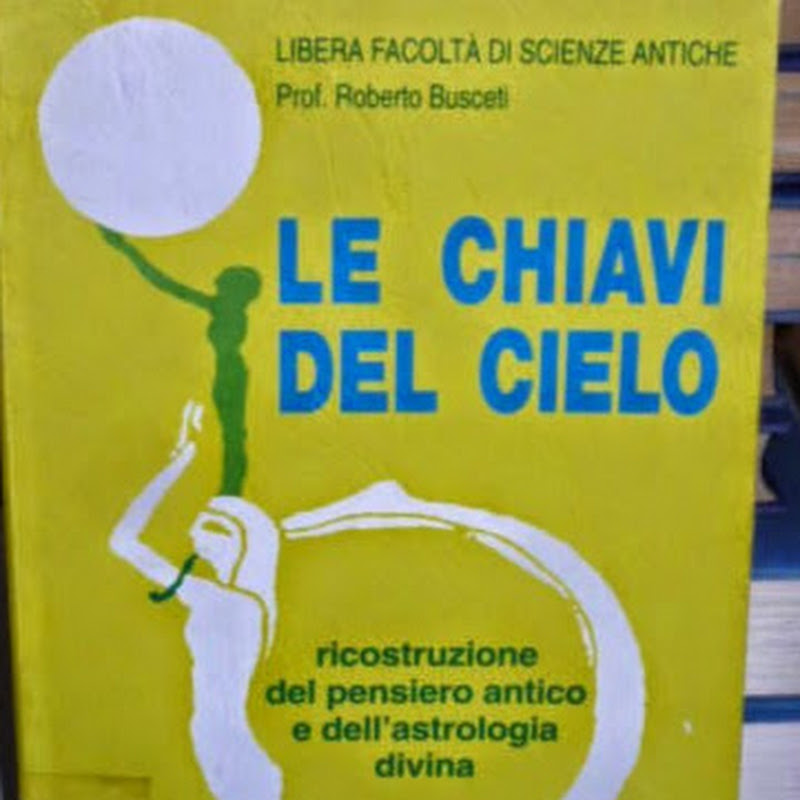 LIBERA FACOLTÀ DI SCIENZE ANTICHE
Prof. Roberto Busceti
LE CHIAVI
DEL CIELO
ricostruzione
del pensiero antico
e dell'astrologia
divina